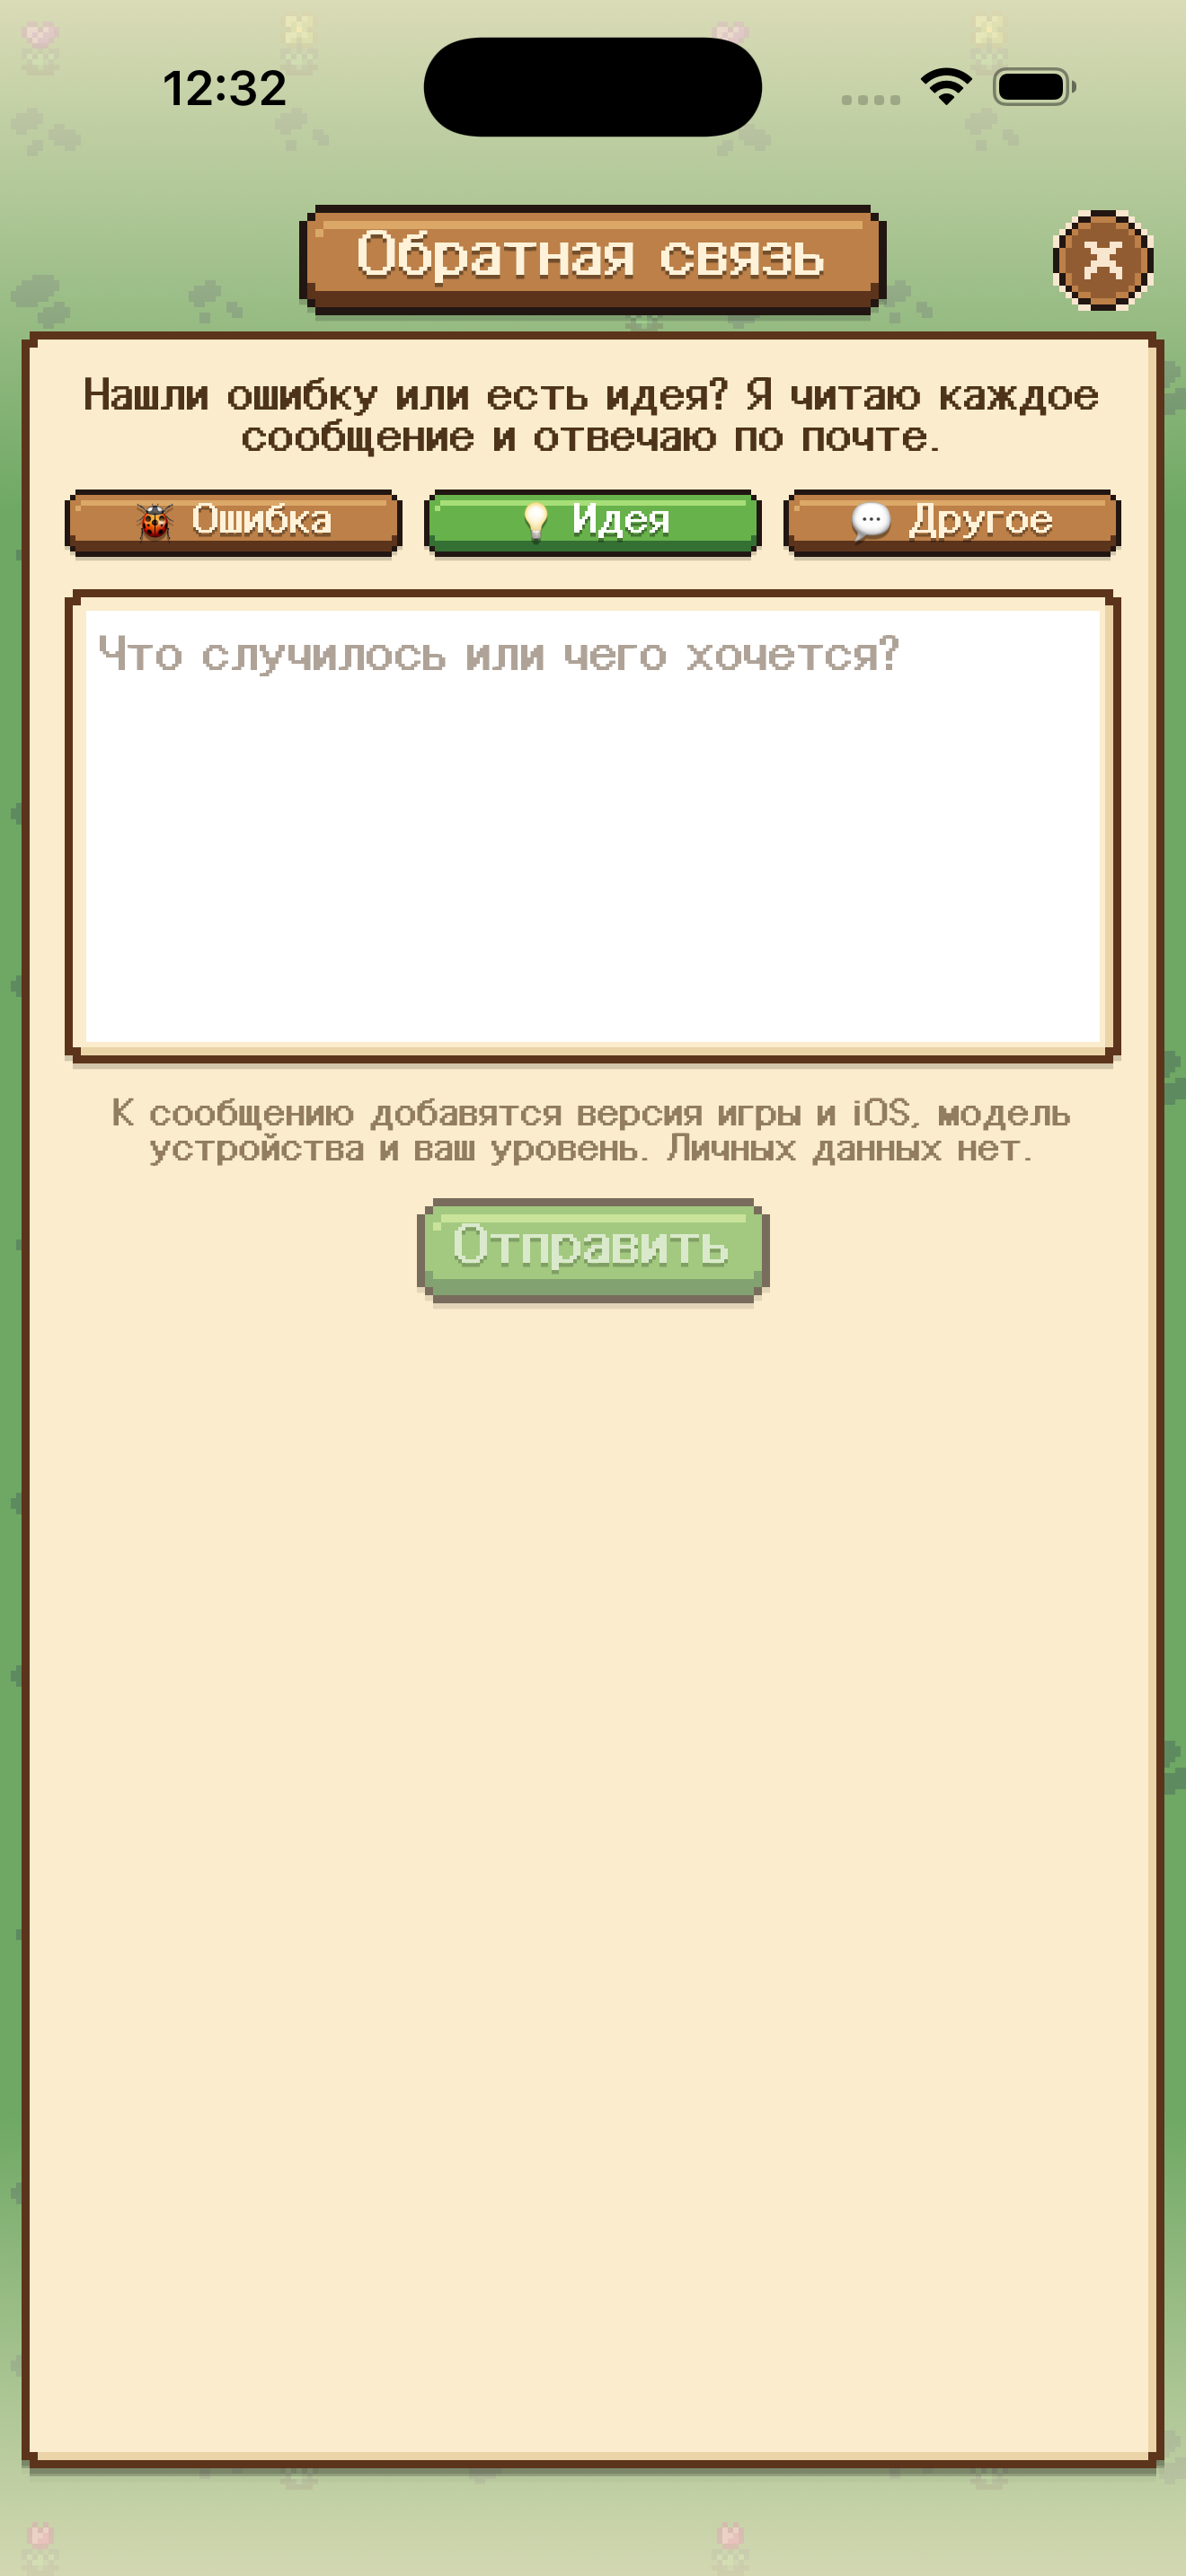 12:32
Обратная связь
Нашли ошибку или есть идея? Я читаю каждое
сообщение и отвечаю по почте.
Ошибка
Идея
Другое
Что случилось или чего хочется?
К сообщению добавятся версия игры и iOS, модель
устройства и ваш уровень. Личных данных нет.
Отправить